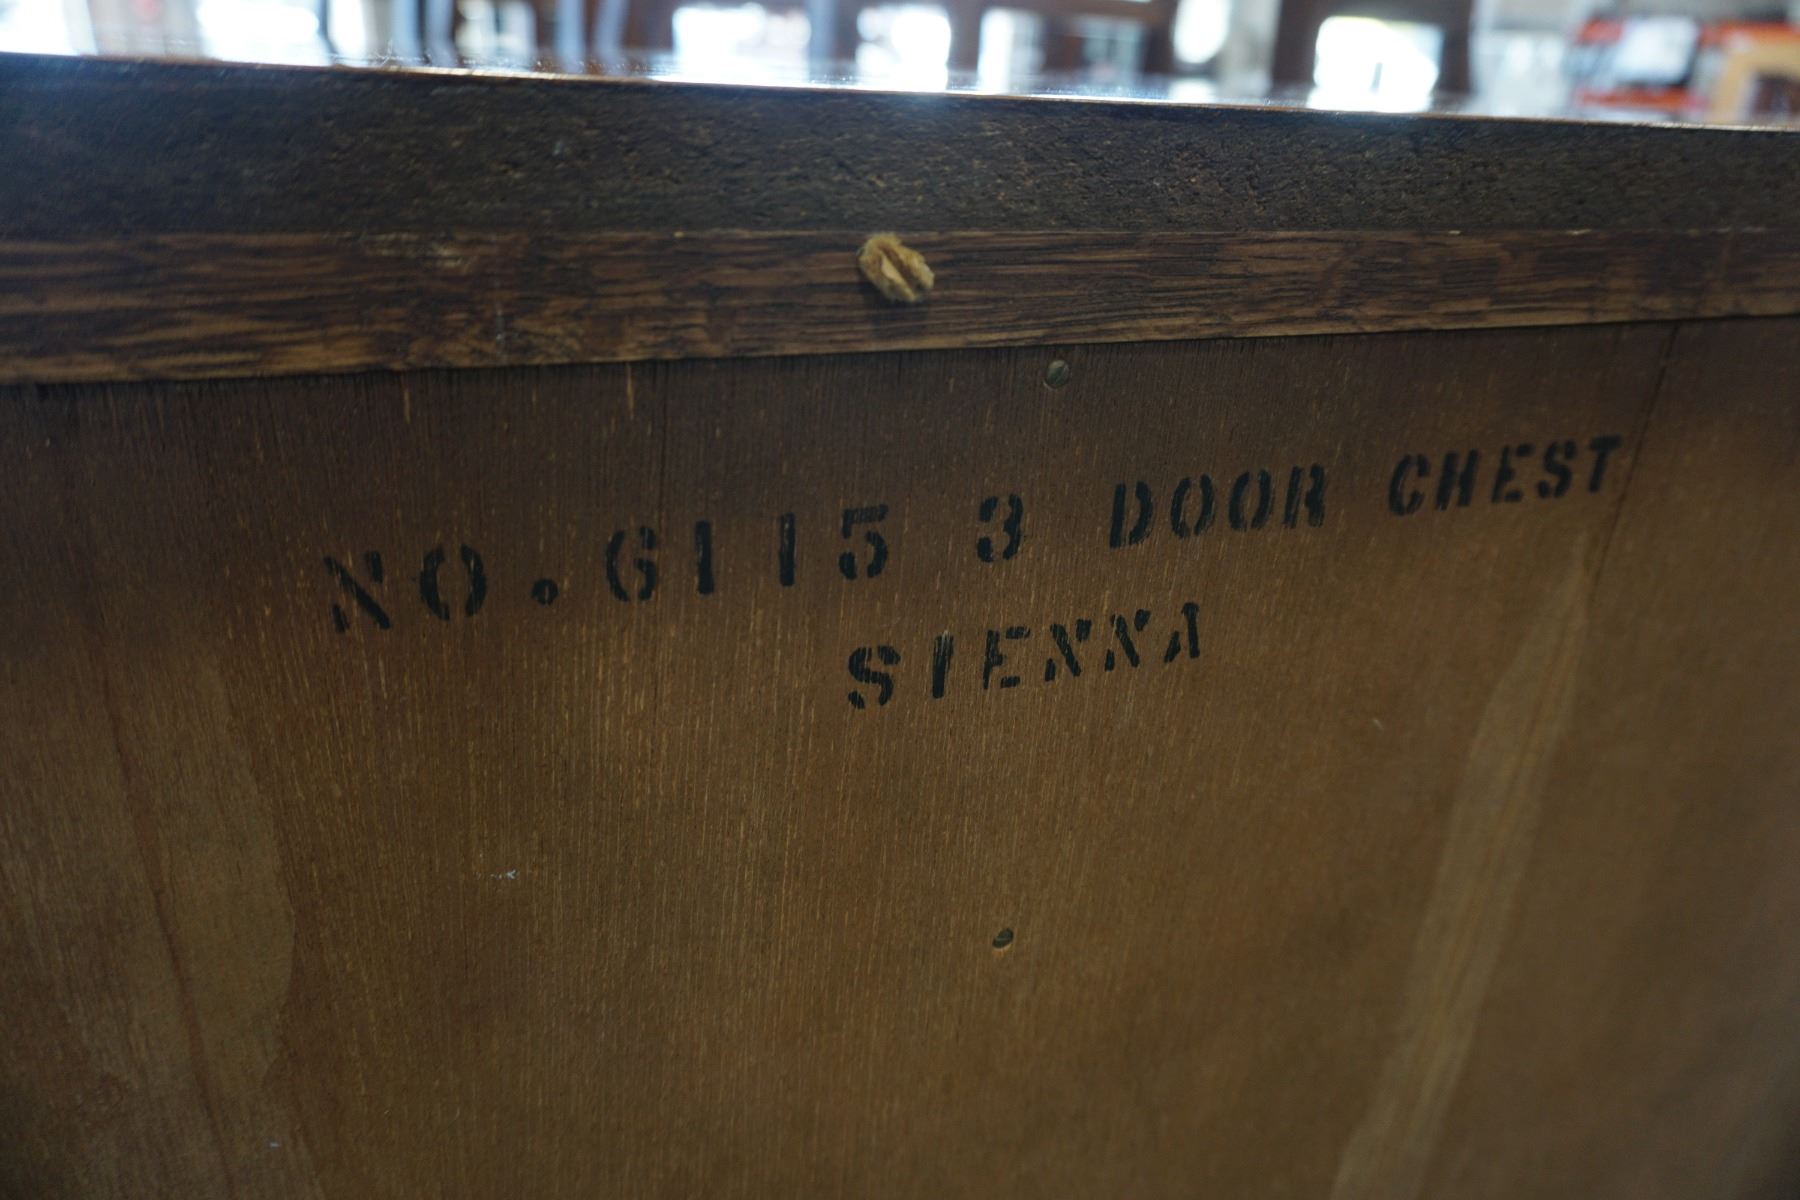 NO. 6115 3 DOOR CHEST
SIENNA